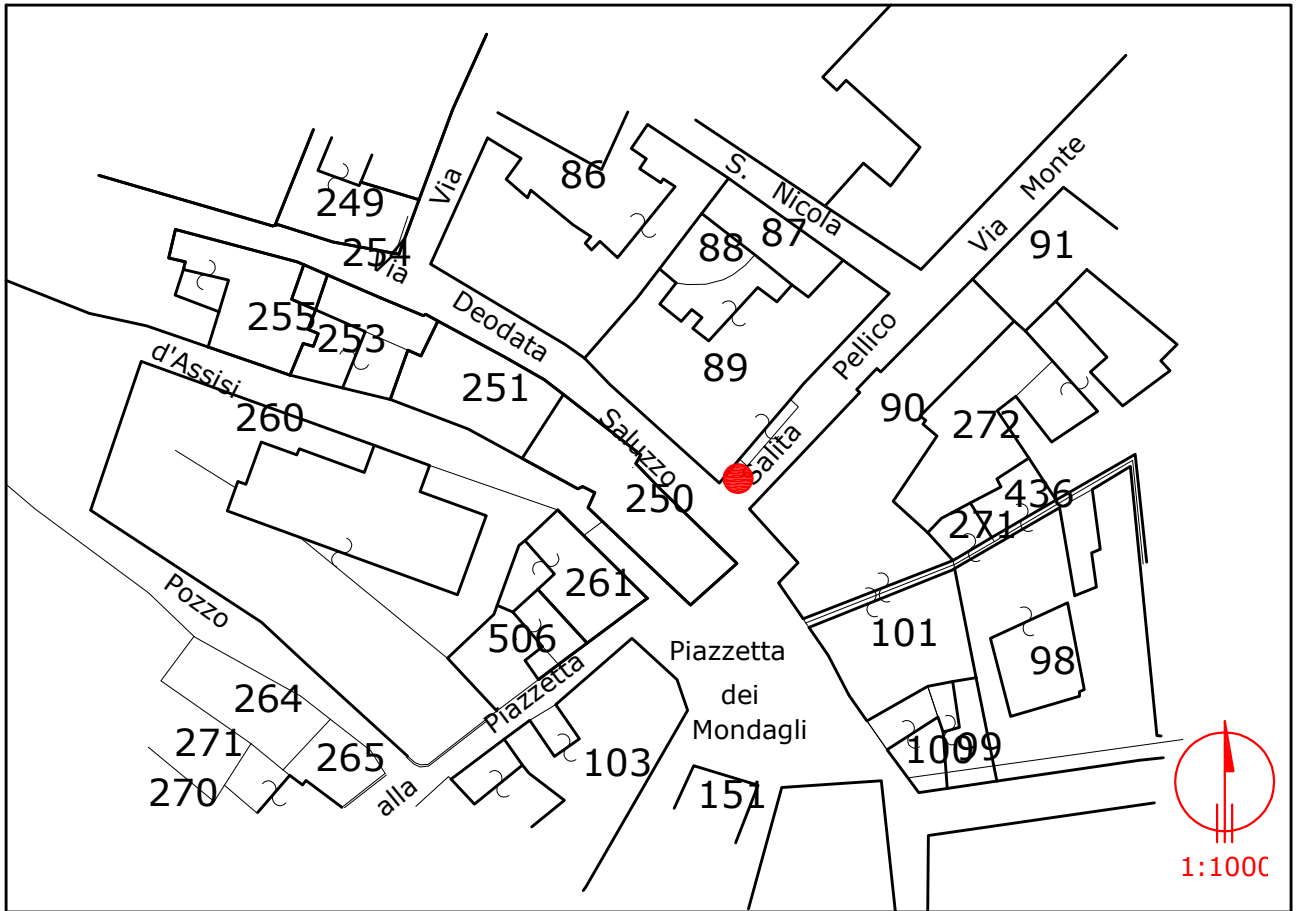 Via
86
S. Nicola
Via Monte
249
87
88
91
254
Via Deodata Saluzzo
255
253
251
89
Salita Pellico
90
d'Assisi
260
272
250
436
271
261
506
101
98
Pozzo
Piazzetta
dei
Mondagli
264
271
265
270
alla Piazzetta
103
151
100
99
1:1000